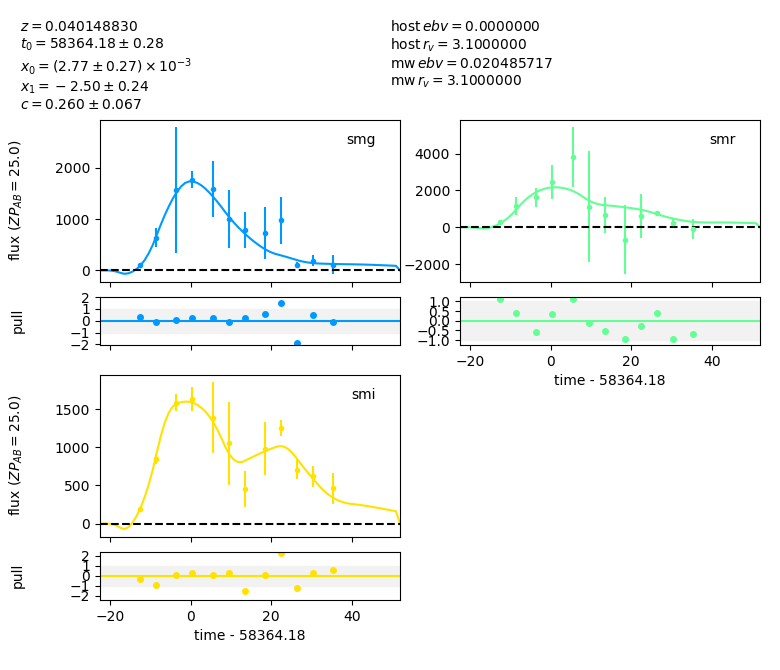 z = 0.040148830
t₀ = 58364.18 ± 0.28
x₀ = (2.77 ± 0.27) × 10⁻³
x₁ = −2.50 ± 0.24
c = 0.260 ± 0.067
host ebv = 0.0000000
host r_v = 3.1000000
mw ebv = 0.020485717
mw r_v = 3.1000000
smg
flux (ZP_AB = 25.0)
2000
1000
0
pull
2
1
0
−1
−2
smr
4000
2000
0
−2000
1.0
0.5
0.0
−0.5
−1.0
−20 0 20 40
time - 58364.18
smi
flux (ZP_AB = 25.0)
1500
1000
500
0
pull
2
1
0
−1
−2
−20 0 20 40
time - 58364.18